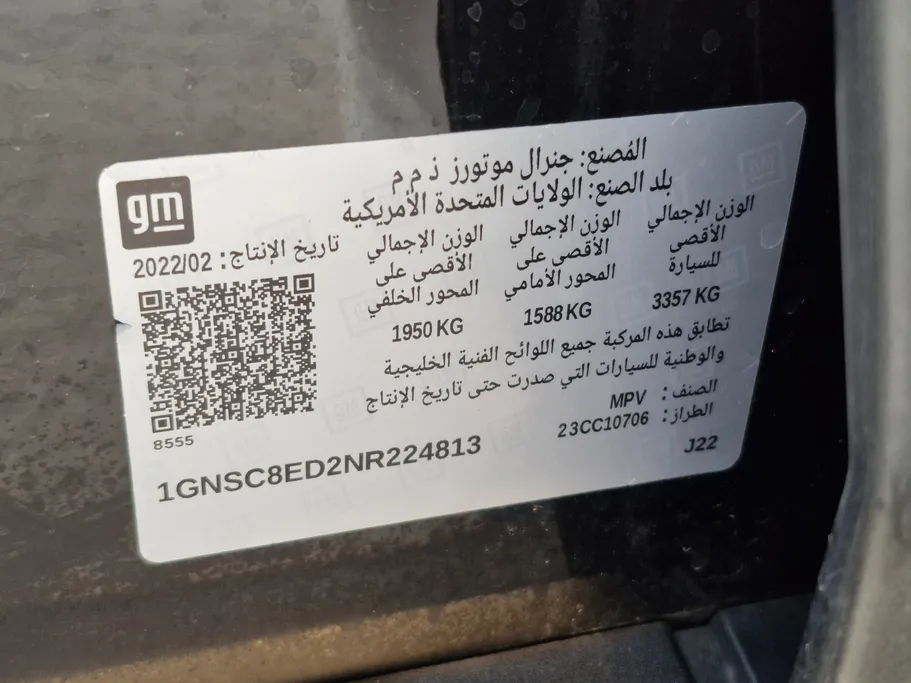 gm
المُصنع: جنرال موتورز ذ م.م
بلد الصنع: الولايات المتحدة الأمريكية
تاريخ الإنتاج: 2022/02
الوزن الإجمالي الأقصى للسيارة
3357 KG
الوزن الإجمالي الأقصى على المحور الأمامي
1588 KG
الوزن الإجمالي الأقصى على المحور الخلفي
1950 KG
تطابق هذه المركبة جميع اللوائح الفنية الخليجية
والوطنية للسيارات التي صدرت حتى تاريخ الإنتاج
الصنف: MPV
الطراز: 23CC10706
J22
8555
1GNSC8ED2NR224813